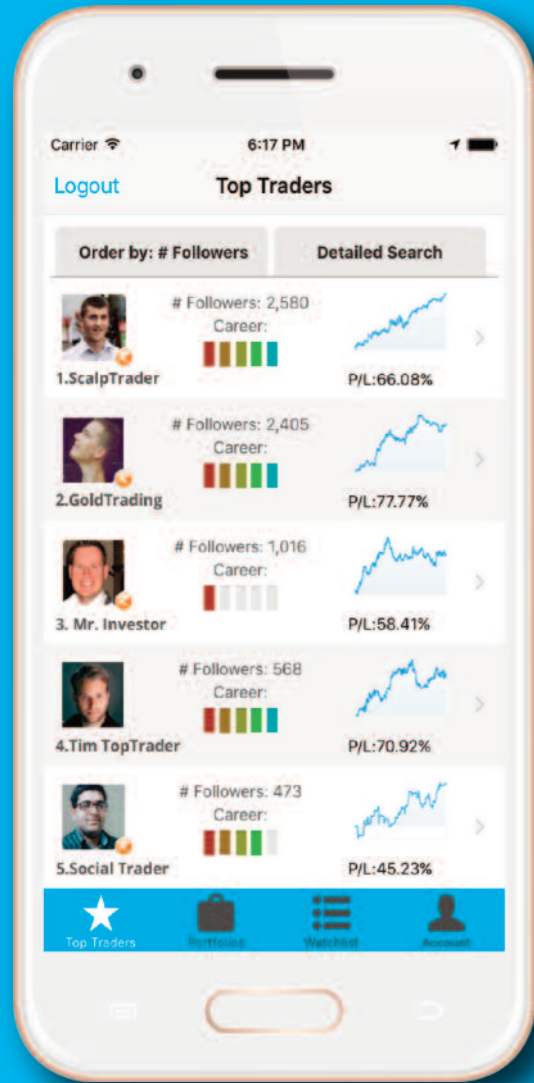 Carrier 6:17 PM
Logout Top Traders
Order by: # Followers Detailed Search
# Followers: 2,580
Career:
1.ScalpTrader P/L:66.08%
# Followers: 2,405
Career:
2.GoldTrading P/L:77.77%
# Followers: 1,016
Career:
3. Mr. Investor P/L:58.41%
# Followers: 568
Career:
4.Tim TopTrader P/L:70.92%
# Followers: 473
Career:
5.Social Trader P/L:45.23%
Top Traders Portfolios Watchlist Account